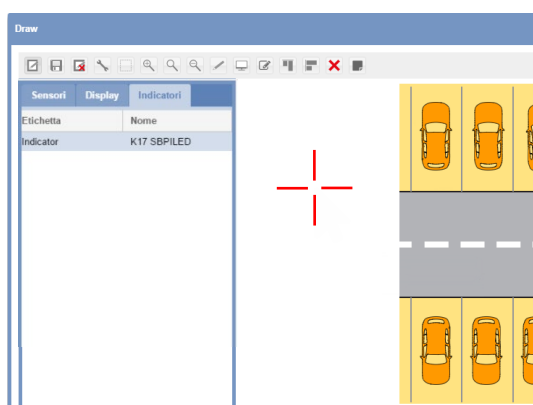 Draw
Sensori Display Indicatori
Etichetta Nome
Indicator K17 SBPILED